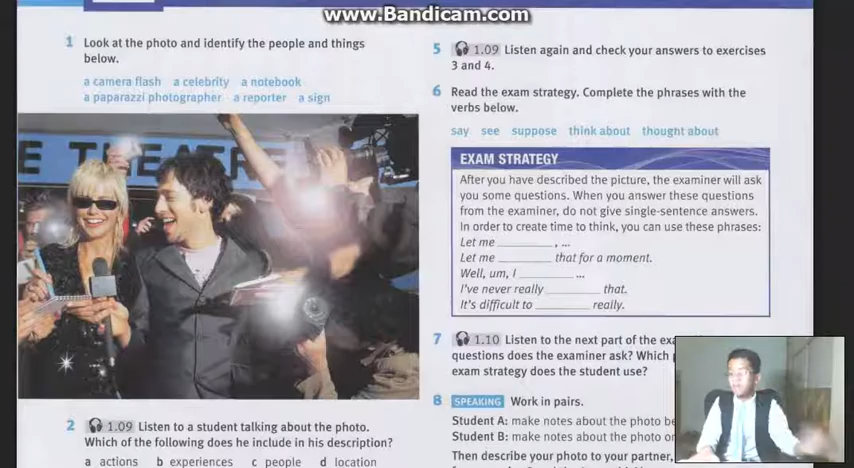 www.Bandicam.com
1 Look at the photo and identify the people and things
below.
a camera flash a celebrity a notebook
a paparazzi photographer a reporter a sign
E THEATRE
2 1.09 Listen to a student talking about the photo.
Which of the following does he include in his description?
a actions b experiences c people d location
5 1.09 Listen again and check your answers to exercises
3 and 4.
6 Read the exam strategy. Complete the phrases with the
verbs below.
say see suppose think about thought about
EXAM STRATEGY
After you have described the picture, the examiner will ask
you some questions. When you answer these questions
from the examiner, do not give single-sentence answers.
In order to create time to think, you can use these phrases:
Let me ________, ...
Let me ________ that for a moment.
Well, um, I ________ ...
I've never really ________ that.
It's difficult to ________ really.
7 1.10 Listen to the next part of the
questions does the examiner ask? Which
exam strategy does the student use?
8 SPEAKING Work in pairs.
Student A: make notes about the photo
Student B: make notes about the photo
Then describe your photo to your partner,